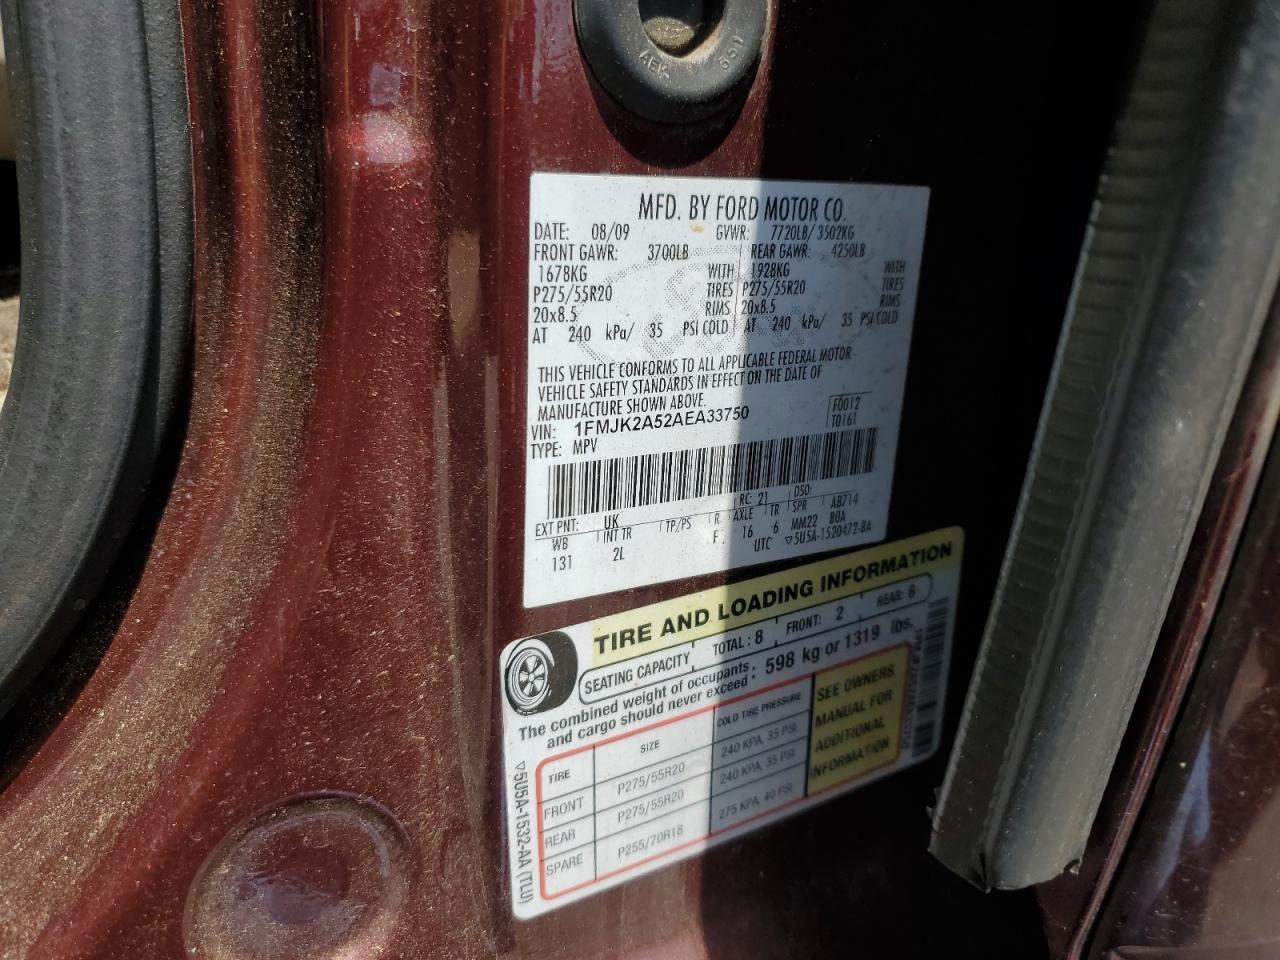 AEK 5511
MFD. BY FORD MOTOR CO.
DATE: 08/09 GVWR: 7720LB/ 3502KG
FRONT GAWR: 3700LB REAR GAWR: 4250LB
1678KG WITH 1928KG WITH
P275/55R20 TIRES P275/55R20 TIRES
20x8.5 RIMS 20x8.5 RIMS
AT 240 kPa/ 35 PSI COLD AT 240 kPa/ 35 PSI COLD
THIS VEHICLE CONFORMS TO ALL APPLICABLE FEDERAL MOTOR
VEHICLE SAFETY STANDARDS IN EFFECT ON THE DATE OF
MANUFACTURE SHOWN ABOVE.
VIN: 1FMJK2A52AEA33750 F0012
TYPE: MPV T0161
RC: 21 DSO:
EXT PNT: UK
WB INT TR TP/PS R AXLE TR SPR AB714
131 2L F 16 6 MM22 BOA
UTC ▽5U5A-1520472-BA
TIRE AND LOADING INFORMATION
SEATING CAPACITY TOTAL: 8 FRONT: 2 REAR: 6
The combined weight of occupants and cargo should never exceed: 598 kg or 1319 lbs.
TIRE SIZE COLD TIRE PRESSURE
FRONT P275/55R20 240 KPA, 35 PSI
REAR P275/55R20 240 KPA, 35 PSI
SPARE P255/70R18 275 KPA, 40 PSI
SEE OWNERS
MANUAL FOR
ADDITIONAL
INFORMATION
▽5U5A-1532-AA (TLU)